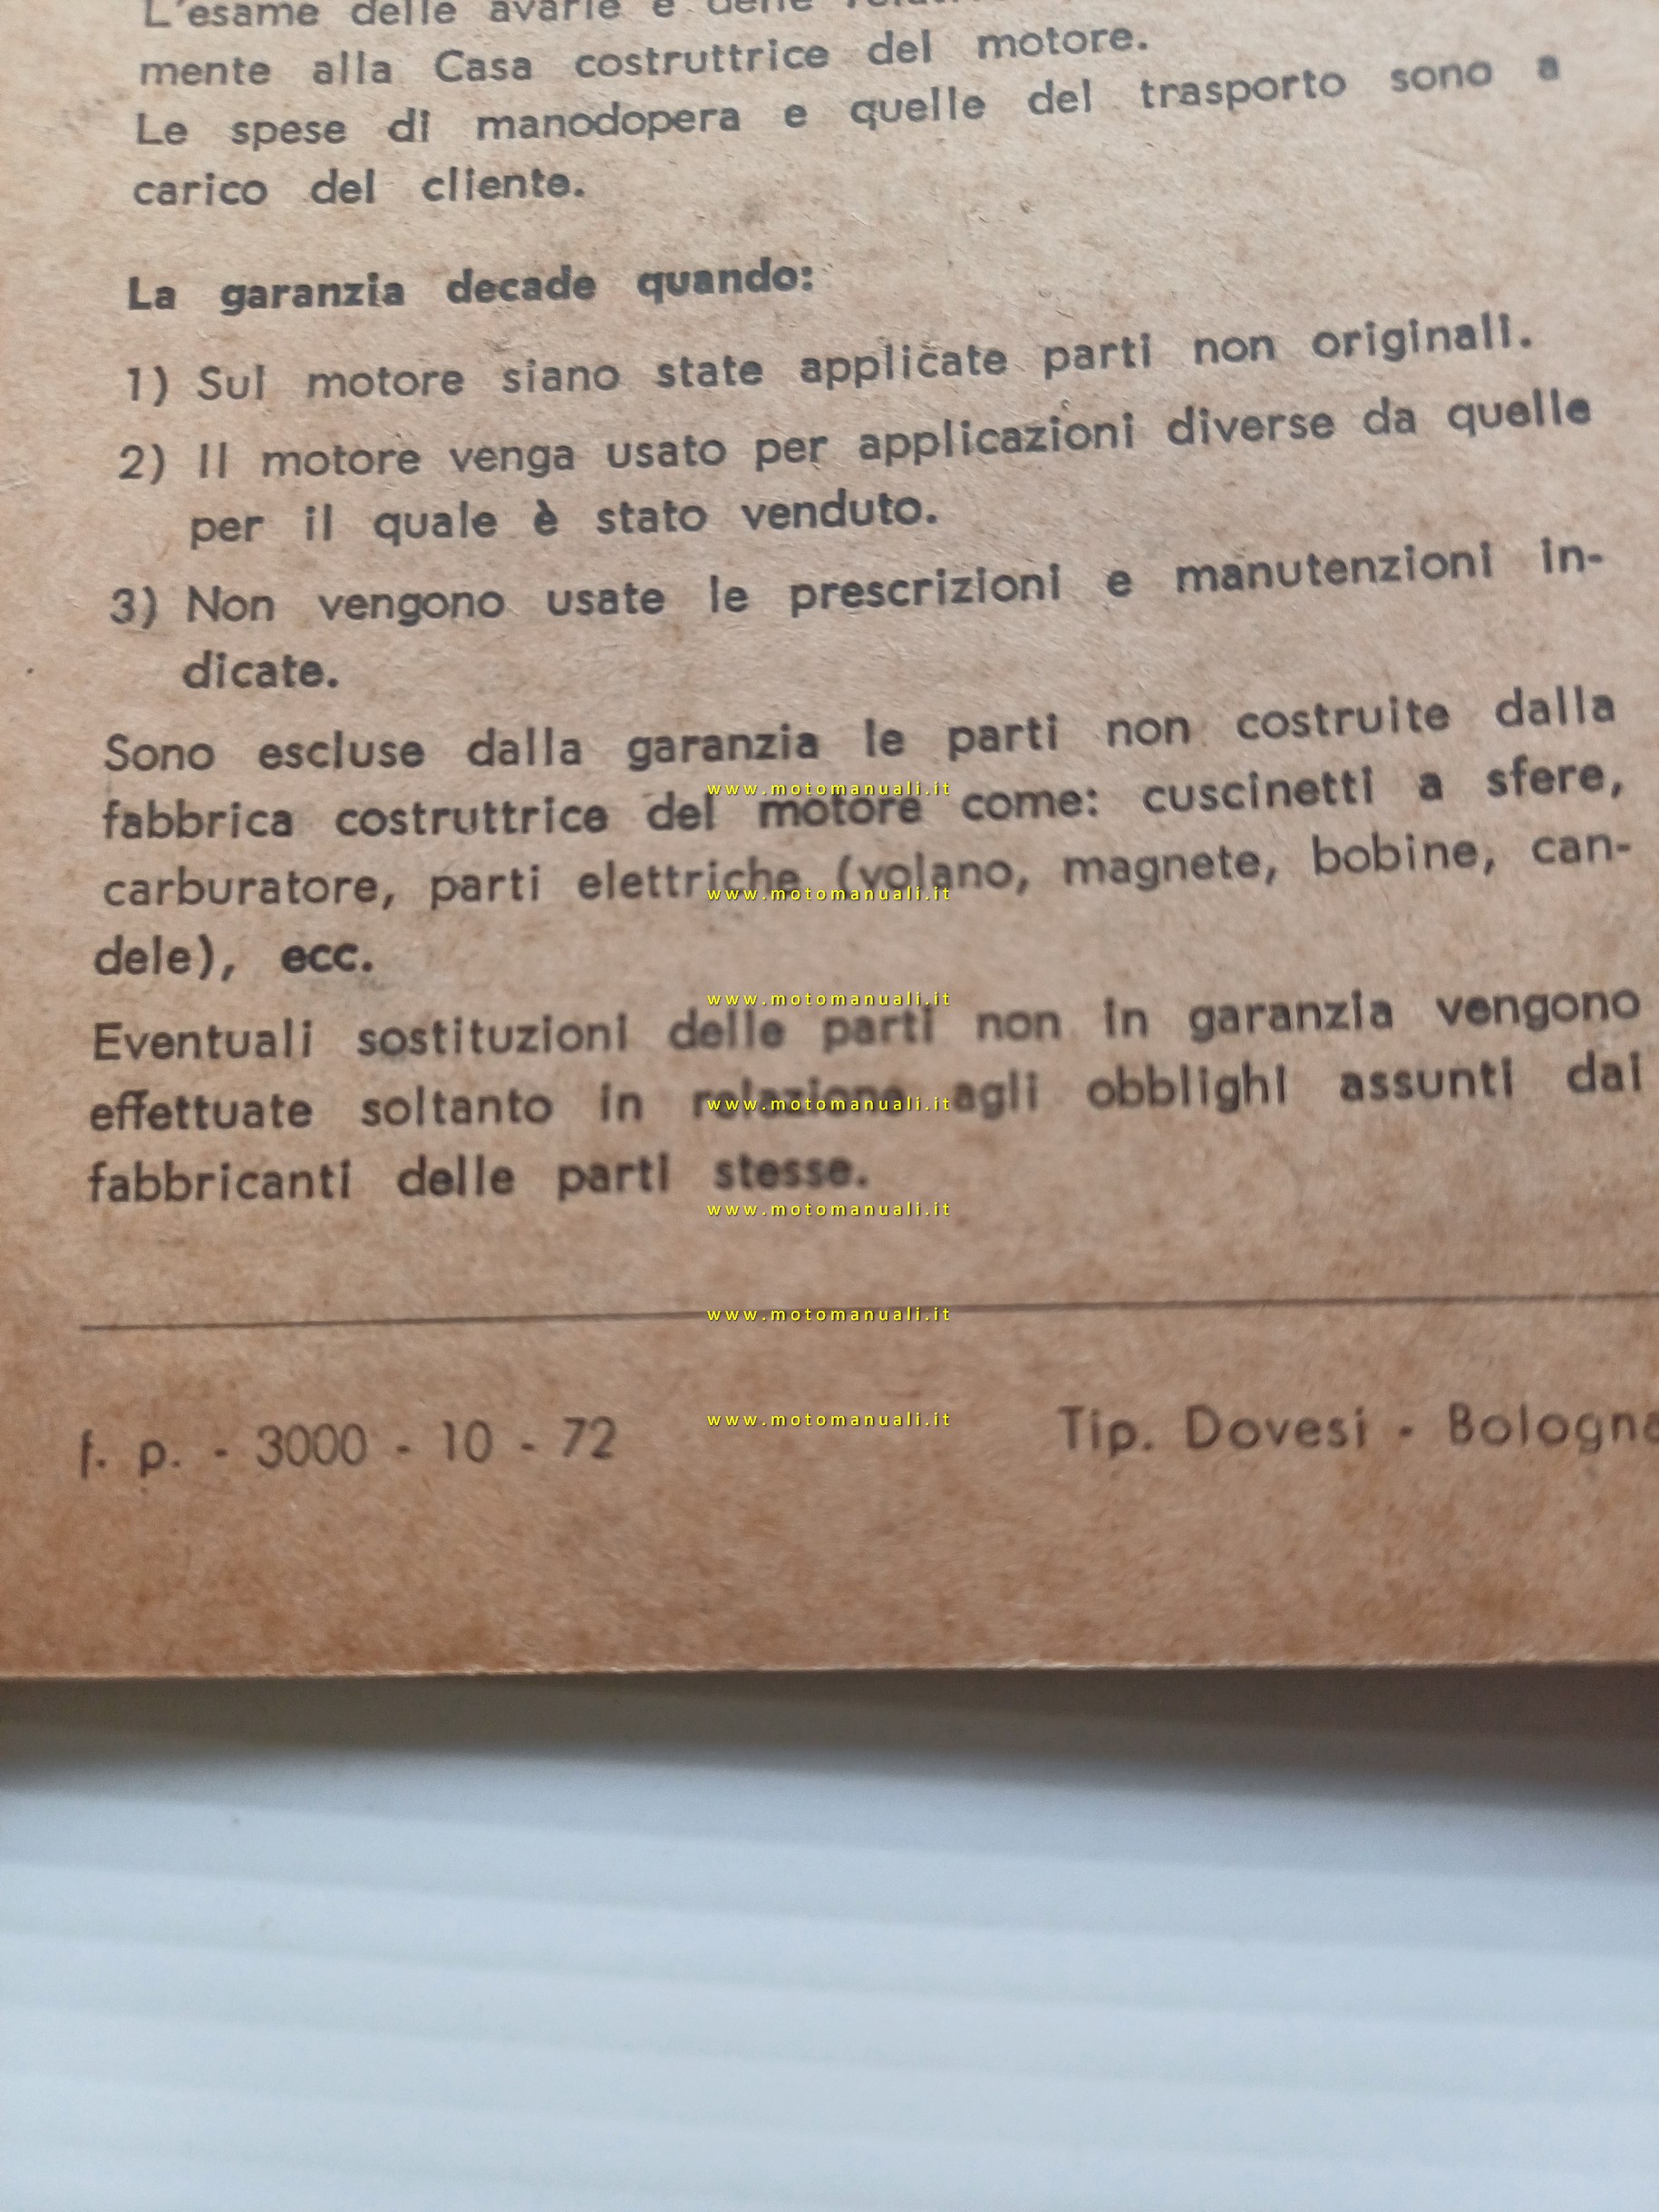 L'esame delle avarie e delle
mente alla Casa costruttrice del motore.
Le spese di manodopera e quelle del trasporto sono a
carico del cliente.
La garanzia decade quando:
1) Sul motore siano state applicate parti non originali.
2) Il motore venga usato per applicazioni diverse da quelle
per il quale è stato venduto.
3) Non vengono usate le prescrizioni e manutenzioni in-
dicate.
Sono escluse dalla garanzia le parti non costruite dalla
www.motomanuali.it
fabbrica costruttrice del motore come: cuscinetti a sfere,
carburatore, parti elettriche (volano, magnete, bobine, can-
www.motomanuali.it
dele), ecc.
www.motomanuali.it
Eventuali sostituzioni delle parti non in garanzia vengono
effettuate soltanto in relazione agli obblighi assunti dai
www.motomanuali.it
fabbricanti delle parti stesse.
www.motomanuali.it
www.motomanuali.it
f. p. - 3000 - 10 - 72
www.motomanuali.it
Tip. Dovesi - Bologna